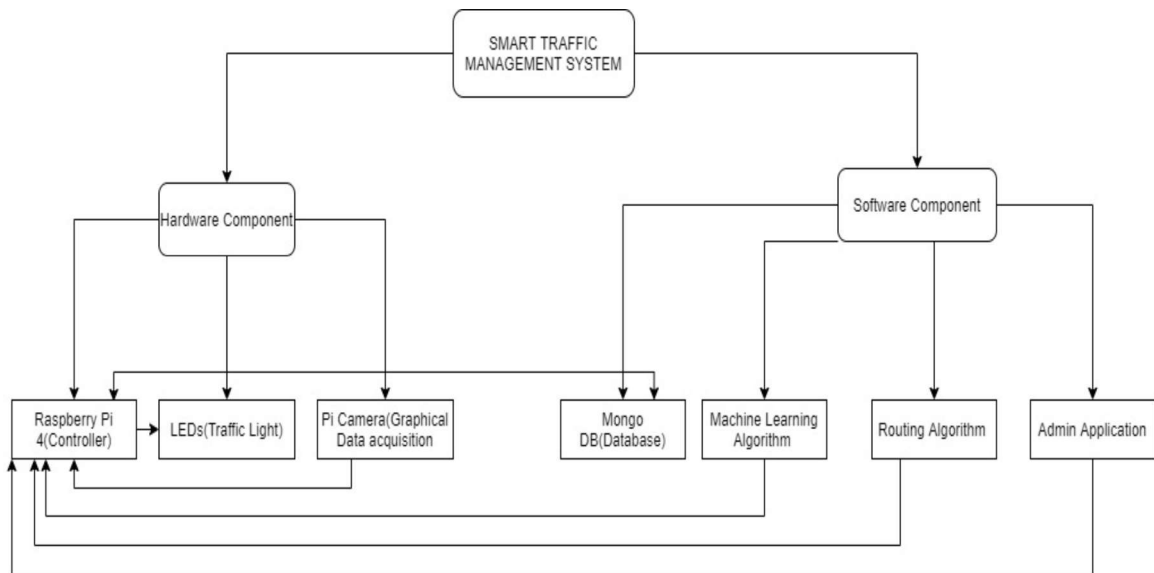 SMART TRAFFIC
MANAGEMENT SYSTEM
Hardware Component
Software Component
Raspberry Pi
4(Controller)
LEDs(Traffic Light)
Pi Camera(Graphical
Data acquisition
Mongo
DB(Database)
Machine Learning
Algorithm
Routing Algorithm
Admin Application